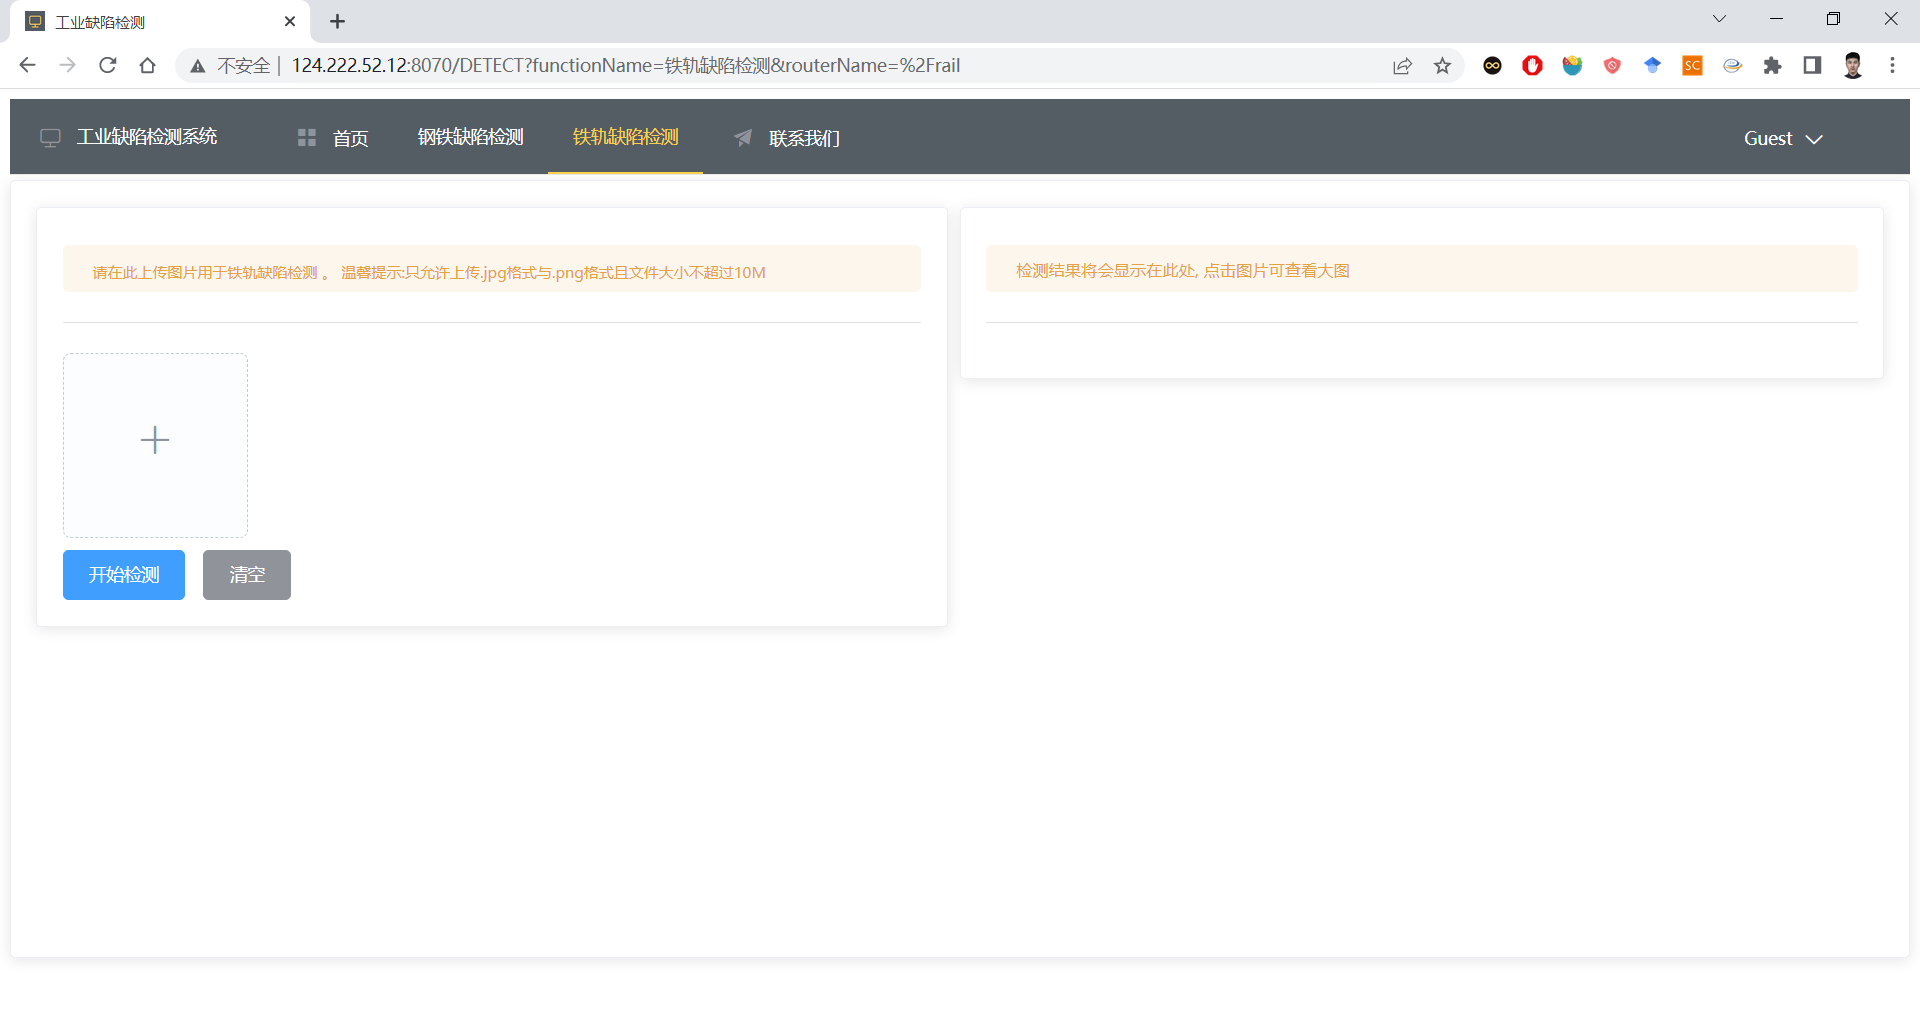 工业缺陷检测
不安全 124.222.52.12:8070/DETECT?functionName=铁轨缺陷检测&routerName=%2Frail
SC
工业缺陷检测系统 首页 钢铁缺陷检测 铁轨缺陷检测 联系我们 Guest
请在此上传图片用于铁轨缺陷检测 。 温馨提示:只允许上传.jpg格式与.png格式且文件大小不超过10M
检测结果将会显示在此处, 点击图片可查看大图
开始检测 清空